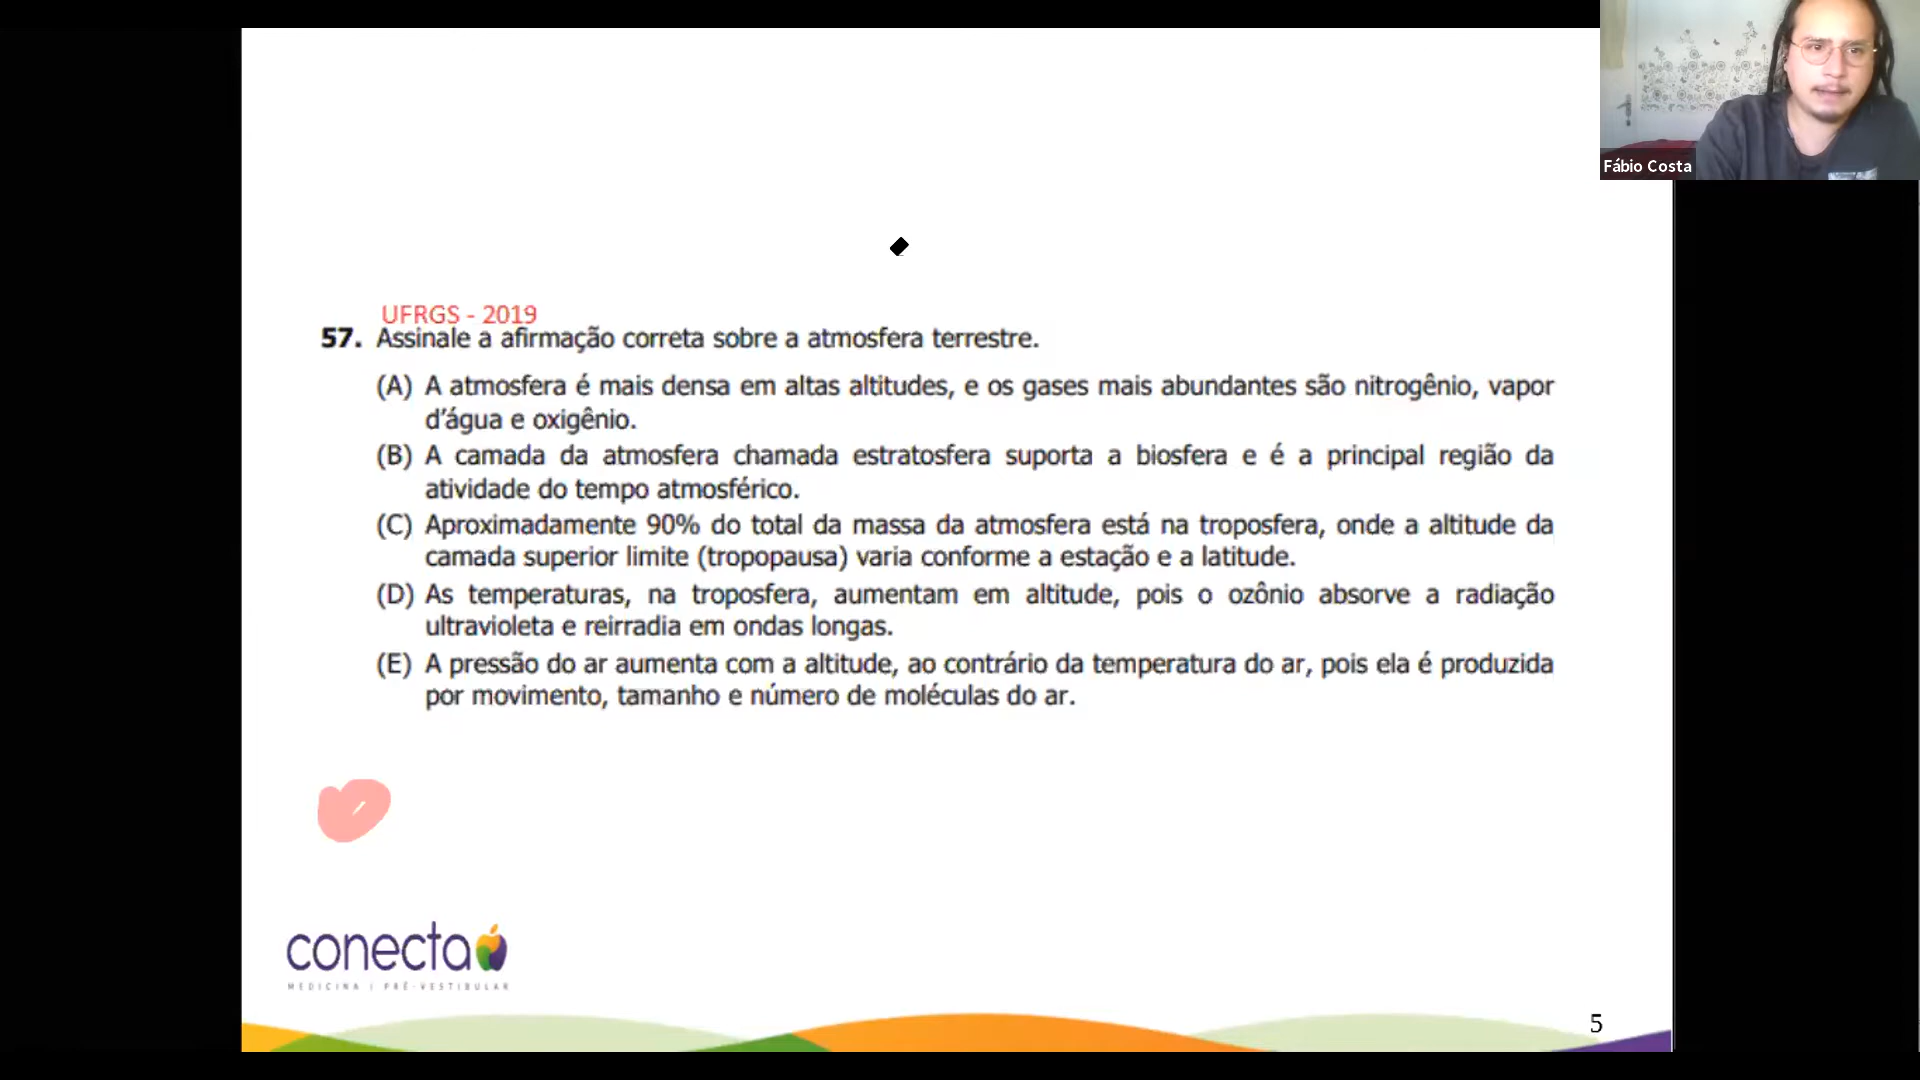 Fábio Costa
UFRGS - 2019
57. Assinale a afirmação correta sobre a atmosfera terrestre.
(A) A atmosfera é mais densa em altas altitudes, e os gases mais abundantes são nitrogênio, vapor
d'água e oxigênio.
(B) A camada da atmosfera chamada estratosfera suporta a biosfera e é a principal região da
atividade do tempo atmosférico.
(C) Aproximadamente 90% do total da massa da atmosfera está na troposfera, onde a altitude da
camada superior limite (tropopausa) varia conforme a estação e a latitude.
(D) As temperaturas, na troposfera, aumentam em altitude, pois o ozônio absorve a radiação
ultravioleta e reirradia em ondas longas.
(E) A pressão do ar aumenta com a altitude, ao contrário da temperatura do ar, pois ela é produzida
por movimento, tamanho e número de moléculas do ar.
conecta
MEDICINA | PRÉ-VESTIBULAR
5